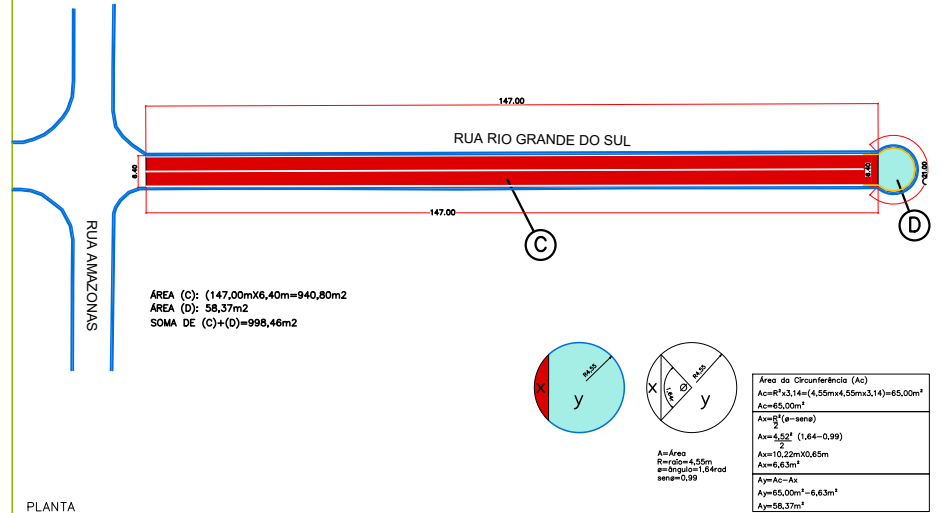 147.00
RUA RIO GRANDE DO SUL
6.40
6.40
C=21.00
147.00
C
D
RUA AMAZONAS
ÁREA (C): (147,00mX6,40m=940,80m2
ÁREA (D): 58,37m2
SOMA DE (C)+(D)=998,46m2
R4,55
X
y
R4,55
X
1,64r
ø
y
A=Área
R=raio=4,55m
ø=ângulo=1,64rad
senø=0,99
Área da Circunferência (Ac)
Ac=R²x3,14=(4,55mx4,55mx3,14)=65,00m²
Ac=65,00m²
Ax=R²(ø-senø)
2
Ax=4,52² (1,64-0,99)
2
Ax=10,22mX0,65m
Ax=6,63m²
Ay=Ac-Ax
Ay=65,00m²-6,63m²
Ay=58,37m²
PLANTA